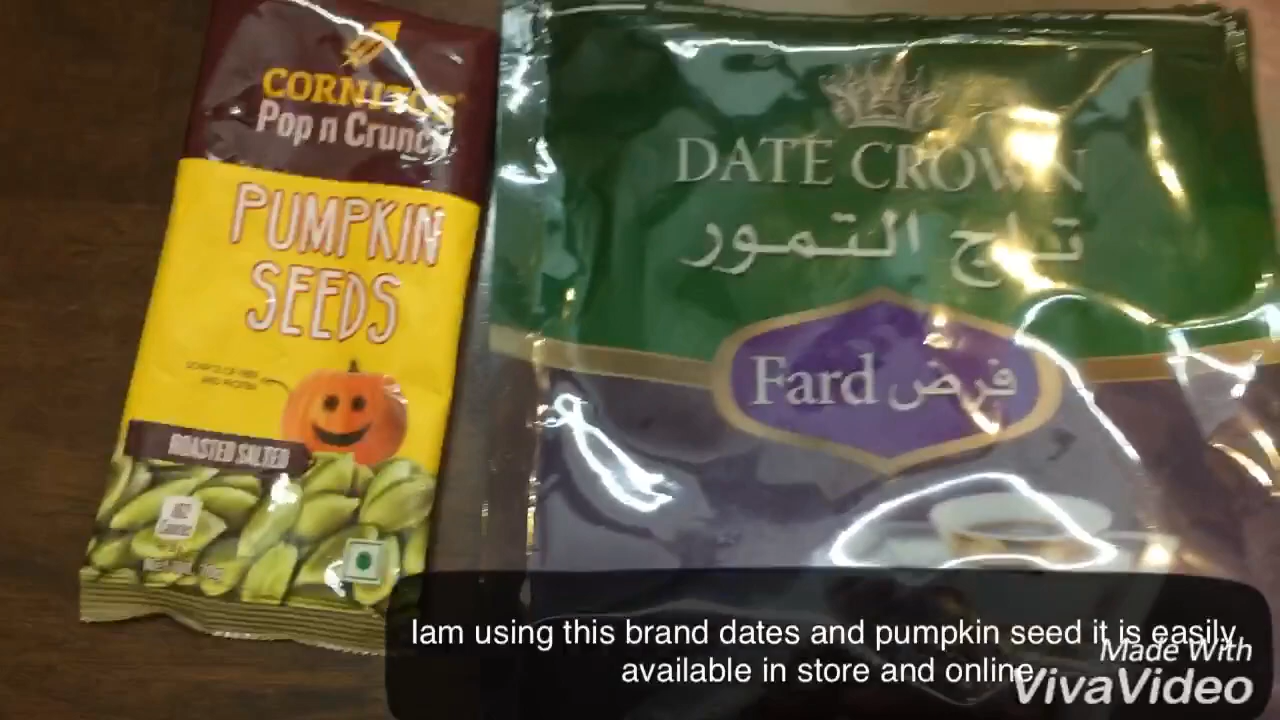 CORNITOS
Pop n Crunch
PUMPKIN
SEEDS
ROASTED SALTED
DATE CROWN
تاج التمور
Fard فرض
Iam using this brand dates and pumpkin seed it is easily
available in store and online
Made With
VivaVideo